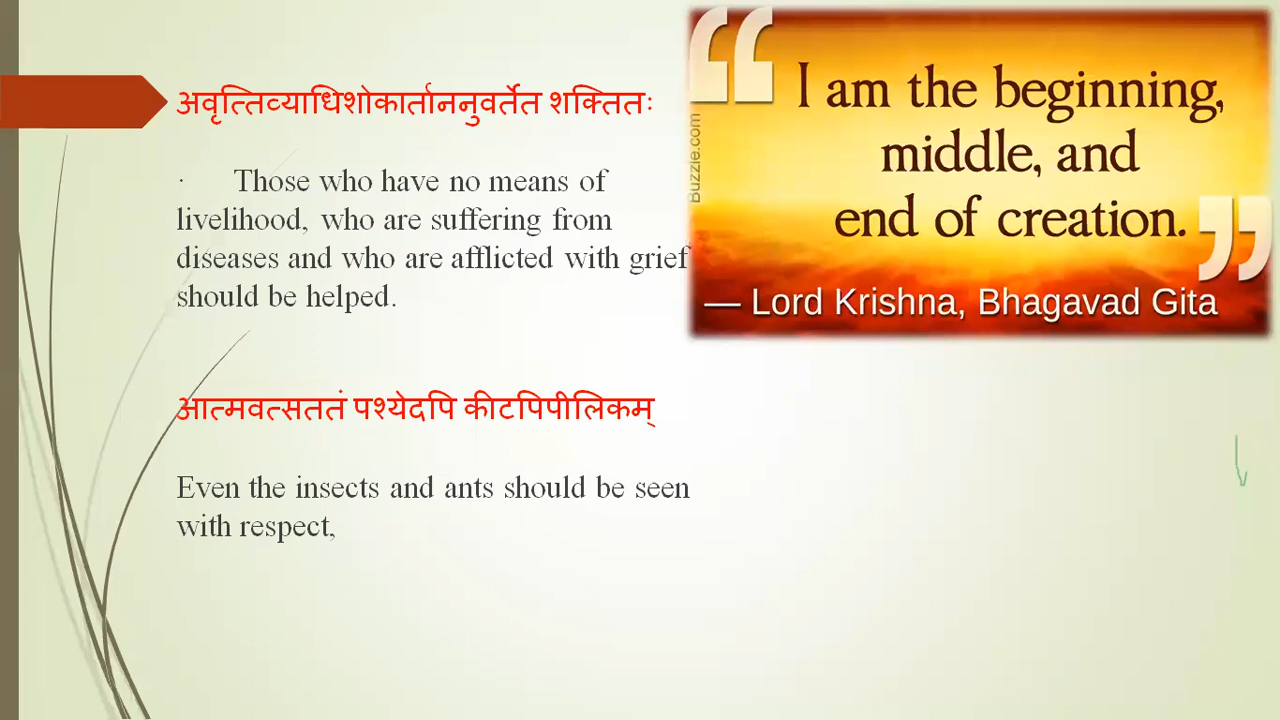 अवृत्तिव्याधिशोकार्ताननुवर्तेत शक्तितः
· Those who have no means of
livelihood, who are suffering from
diseases and who are afflicted with grief
should be helped.
आत्मवत्सततं पश्येदपि कीटपिपीलिकम्
Even the insects and ants should be seen
with respect,
“ I am the beginning,
middle, and
end of creation. ”
— Lord Krishna, Bhagavad Gita
Buzzle.com